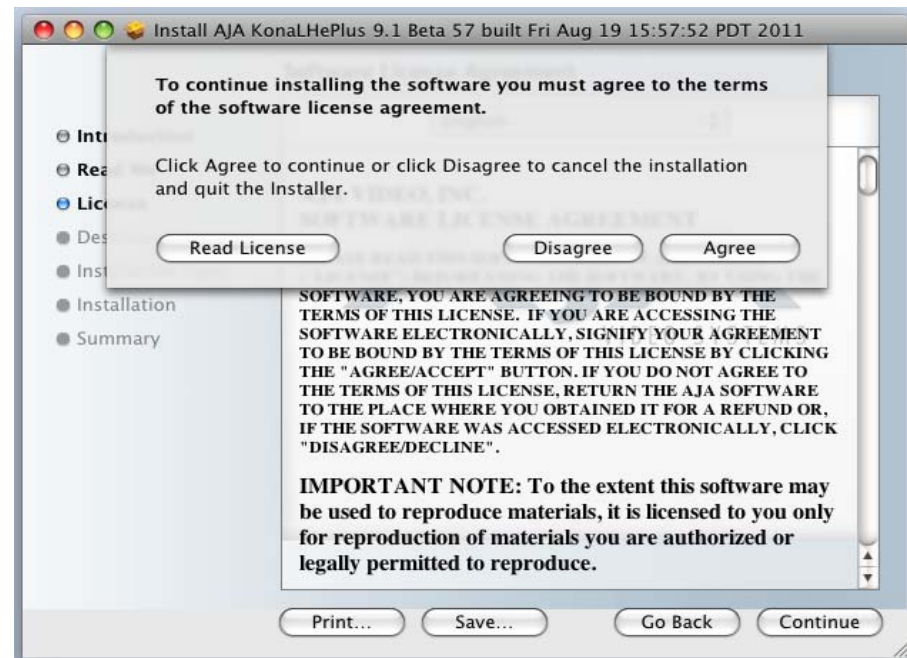 Install AJA KonaLHePlus 9.1 Beta 57 built Fri Aug 19 15:57:52 PDT 2011
To continue installing the software you must agree to the terms
of the software license agreement.
Click Agree to continue or click Disagree to cancel the installation
and quit the Installer.
Read License
Disagree
Agree
Installation
Summary
SOFTWARE LICENSE AGREEMENT
SOFTWARE, YOU ARE AGREEING TO BE BOUND BY THE
TERMS OF THIS LICENSE. IF YOU ARE ACCESSING THE
SOFTWARE ELECTRONICALLY, SIGNIFY YOUR AGREEMENT
TO BE BOUND BY THE TERMS OF THIS LICENSE BY CLICKING
THE "AGREE/ACCEPT" BUTTON. IF YOU DO NOT AGREE TO
THE TERMS OF THIS LICENSE, RETURN THE AJA SOFTWARE
TO THE PLACE WHERE YOU OBTAINED IT FOR A REFUND OR,
IF THE SOFTWARE WAS ACCESSED ELECTRONICALLY, CLICK
"DISAGREE/DECLINE".
VIDEO SYSTEMS
IMPORTANT NOTE: To the extent this software may
be used to reproduce materials, it is licensed to you only
for reproduction of materials you are authorized or
legally permitted to reproduce.
Print...
Save...
Go Back
Continue